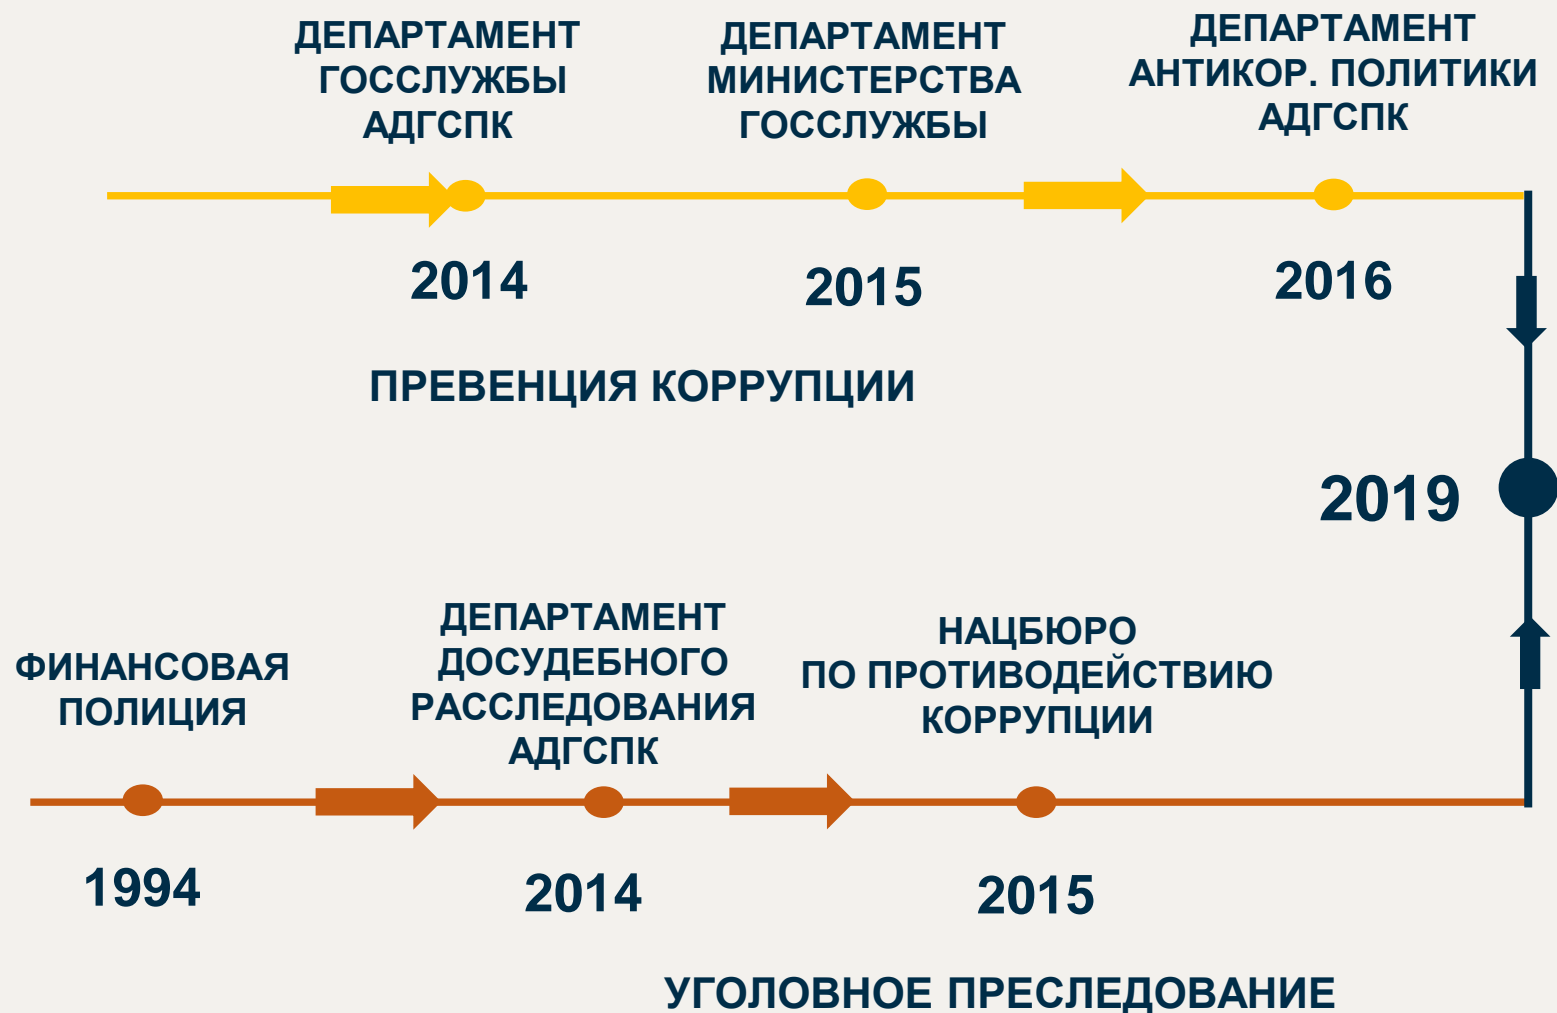 ДЕПАРТАМЕНТ
ГОССЛУЖБЫ
АДГСПК
ДЕПАРТАМЕНТ
МИНИСТЕРСТВА
ГОССЛУЖБЫ
ДЕПАРТАМЕНТ
АНТИКОР. ПОЛИТИКИ
АДГСПК
2014
2015
2016
ПРЕВЕНЦИЯ КОРРУПЦИИ
2019
ФИНАНСОВАЯ
ПОЛИЦИЯ
ДЕПАРТАМЕНТ
ДОСУДЕБНОГО
РАССЛЕДОВАНИЯ
АДГСПК
НАЦБЮРО
ПО ПРОТИВОДЕЙСТВИЮ
КОРРУПЦИИ
1994
2014
2015
УГОЛОВНОЕ ПРЕСЛЕДОВАНИЕ